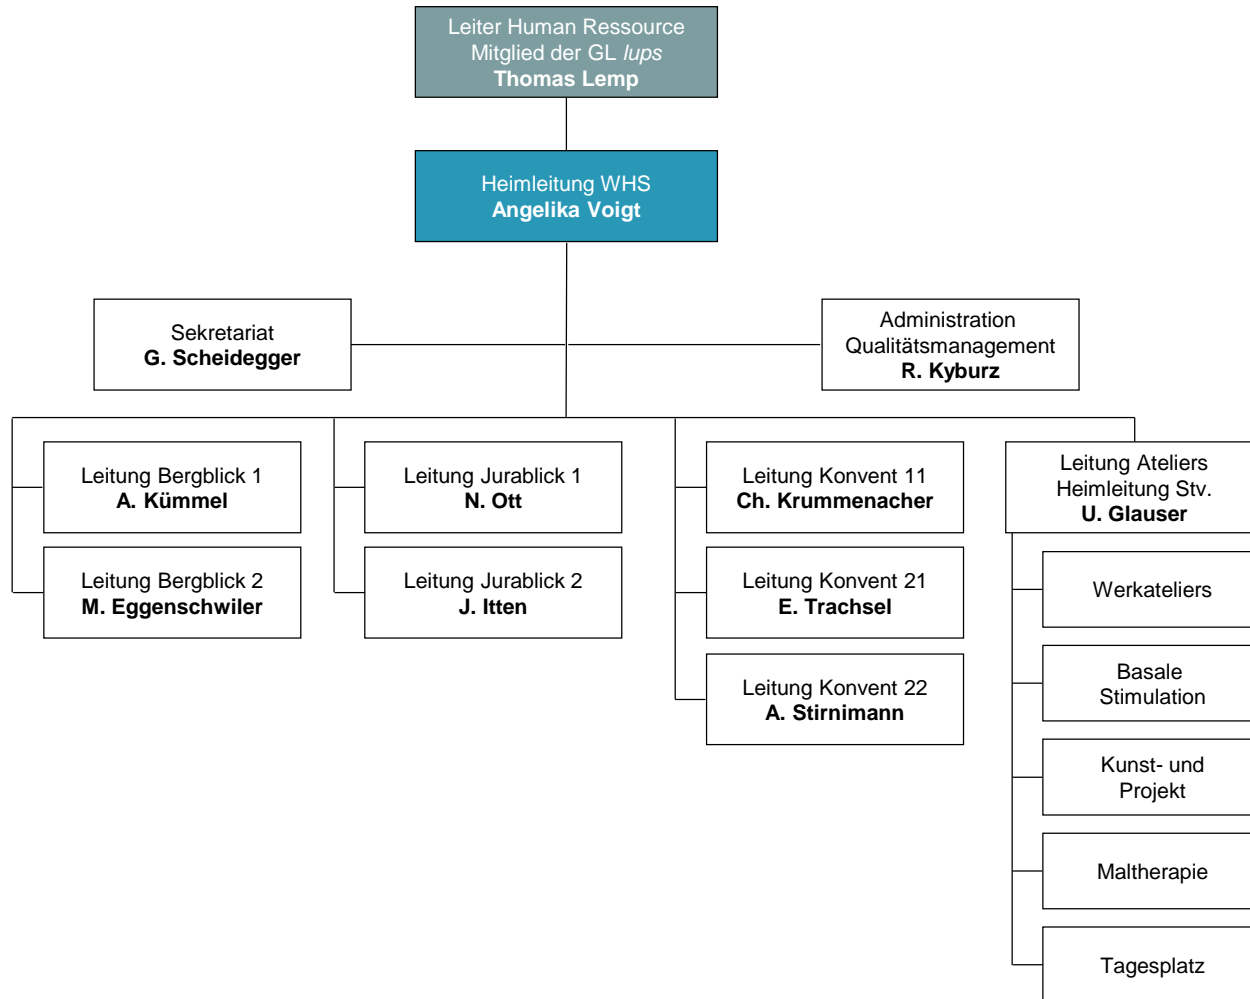 Leiter Human Ressource
Mitglied der GL lups
Thomas Lemp
Heimleitung WHS
Angelika Voigt
Sekretariat
G. Scheidegger
Administration
Qualitätsmanagement
R. Kyburz
Leitung Bergblick 1
A. Kümmel
Leitung Bergblick 2
M. Eggenschwiler
Leitung Jurablick 1
N. Ott
Leitung Jurablick 2
J. Itten
Leitung Konvent 11
Ch. Krummenacher
Leitung Konvent 21
E. Trachsel
Leitung Konvent 22
A. Stirnimann
Leitung Ateliers
Heimleitung Stv.
U. Glauser
Werkateliers
Basale
Stimulation
Kunst- und
Projekt
Maltherapie
Tagesplatz